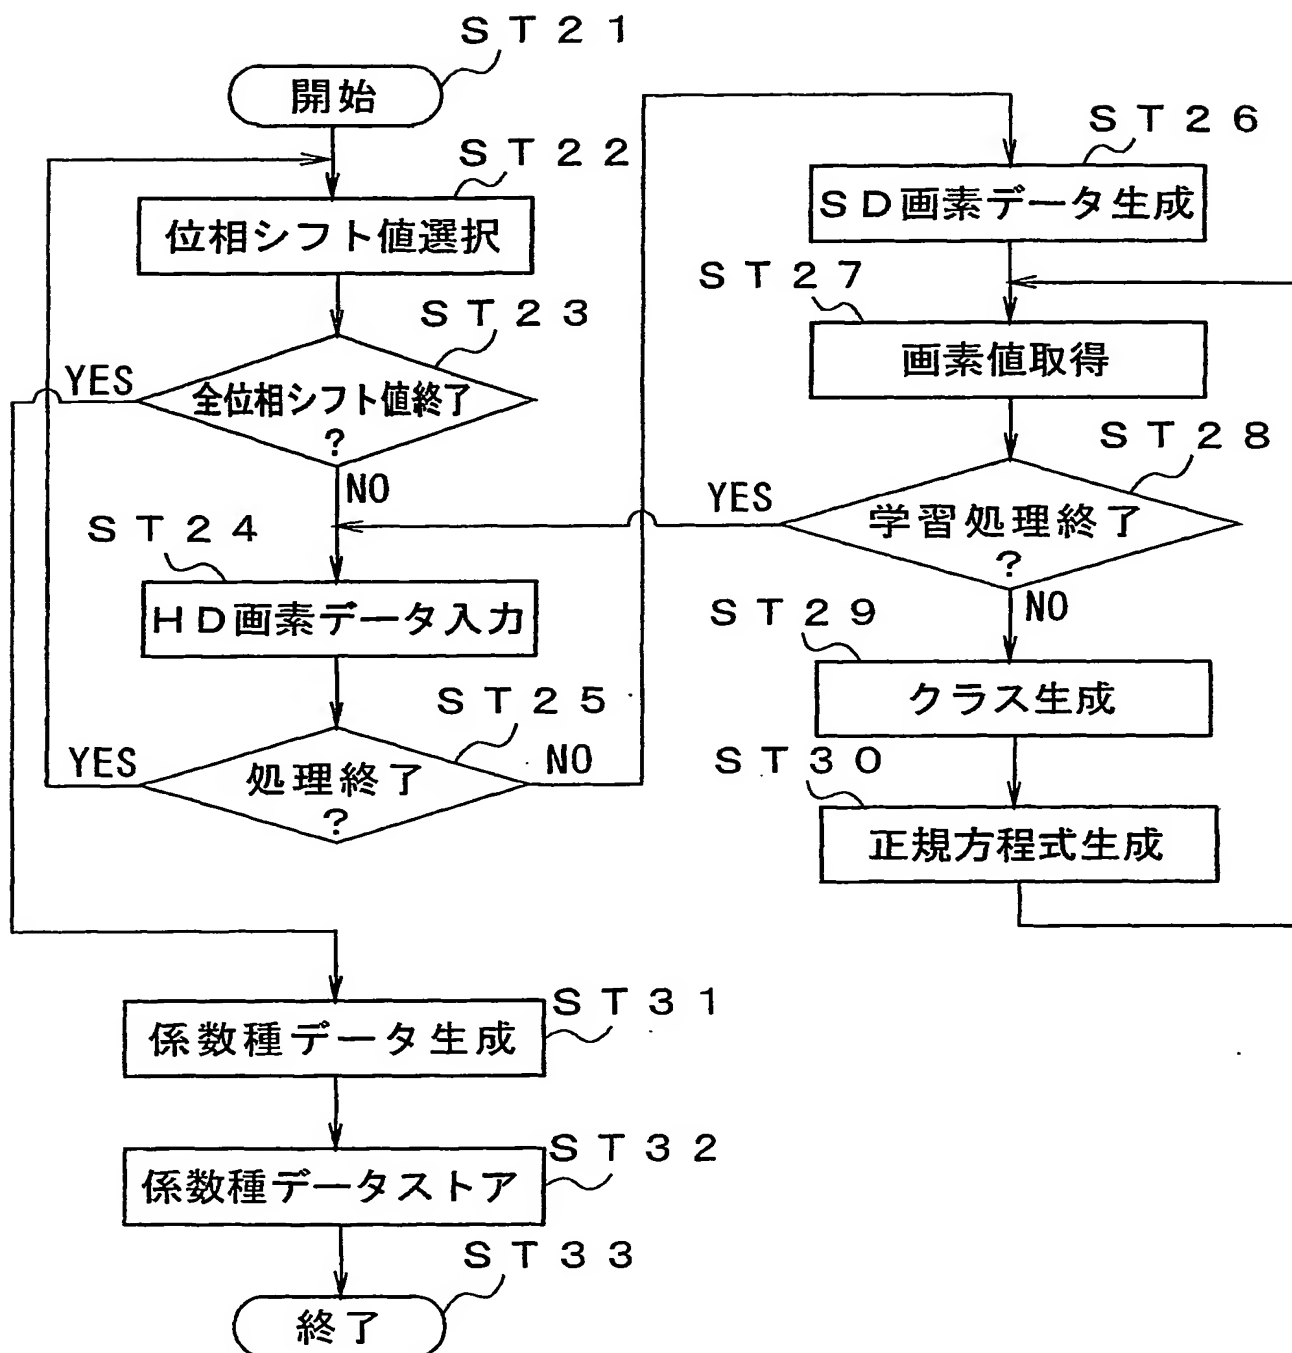 ST21
開始
ST22
位相シフト値選択
ST23
YES
全位相シフト値終了
?
NO
ST24
HD画素データ入力
ST25
YES
処理終了
?
NO
ST26
SD画素データ生成
ST27
画素値取得
ST28
YES
学習処理終了
?
NO
ST29
クラス生成
ST30
正規方程式生成
ST31
係数種データ生成
ST32
係数種データストア
ST33
終了